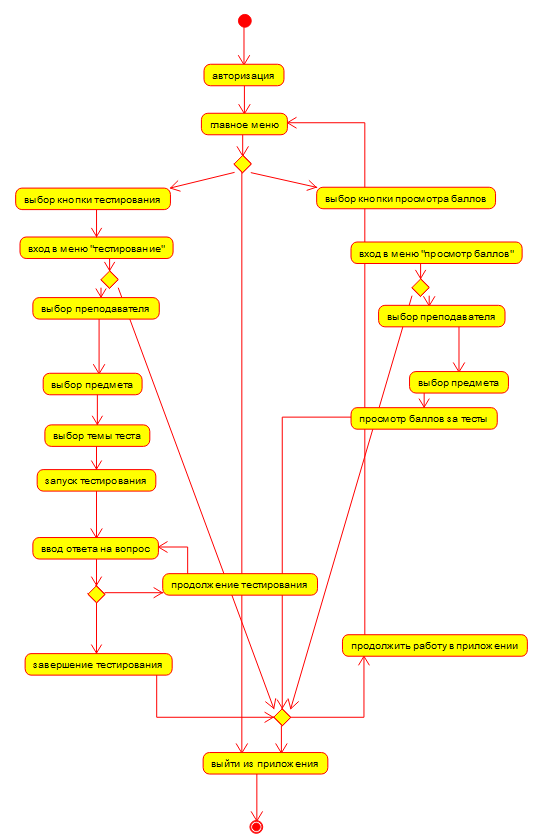 авторизация
главное меню
выбор кнопки тестирования
выбор кнопки просмотра баллов
вход в меню "тестирование"
вход в меню "просмотр баллов"
выбор преподавателя
выбор преподавателя
выбор предмета
выбор предмета
просмотр баллов за тесты
выбор темы теста
запуск тестирования
ввод ответа на вопрос
продолжение тестирования
завершение тестирования
продолжить работу в приложении
выйти из приложения